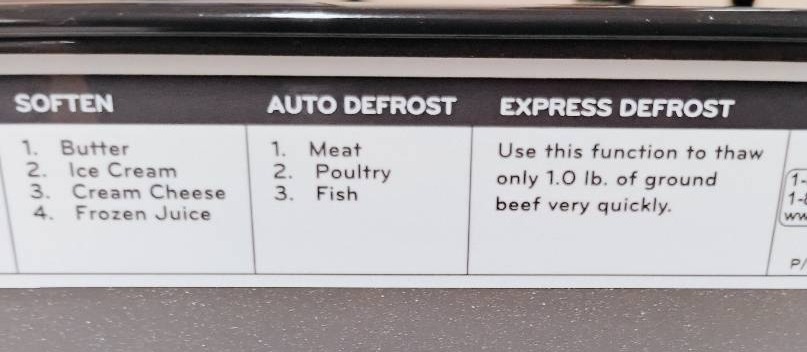 SOFTEN
1. Butter
2. Ice Cream
3. Cream Cheese
4. Frozen Juice
AUTO DEFROST
1. Meat
2. Poultry
3. Fish
EXPRESS DEFROST
Use this function to thaw
only 1.0 lb. of ground
beef very quickly.
1-
P/